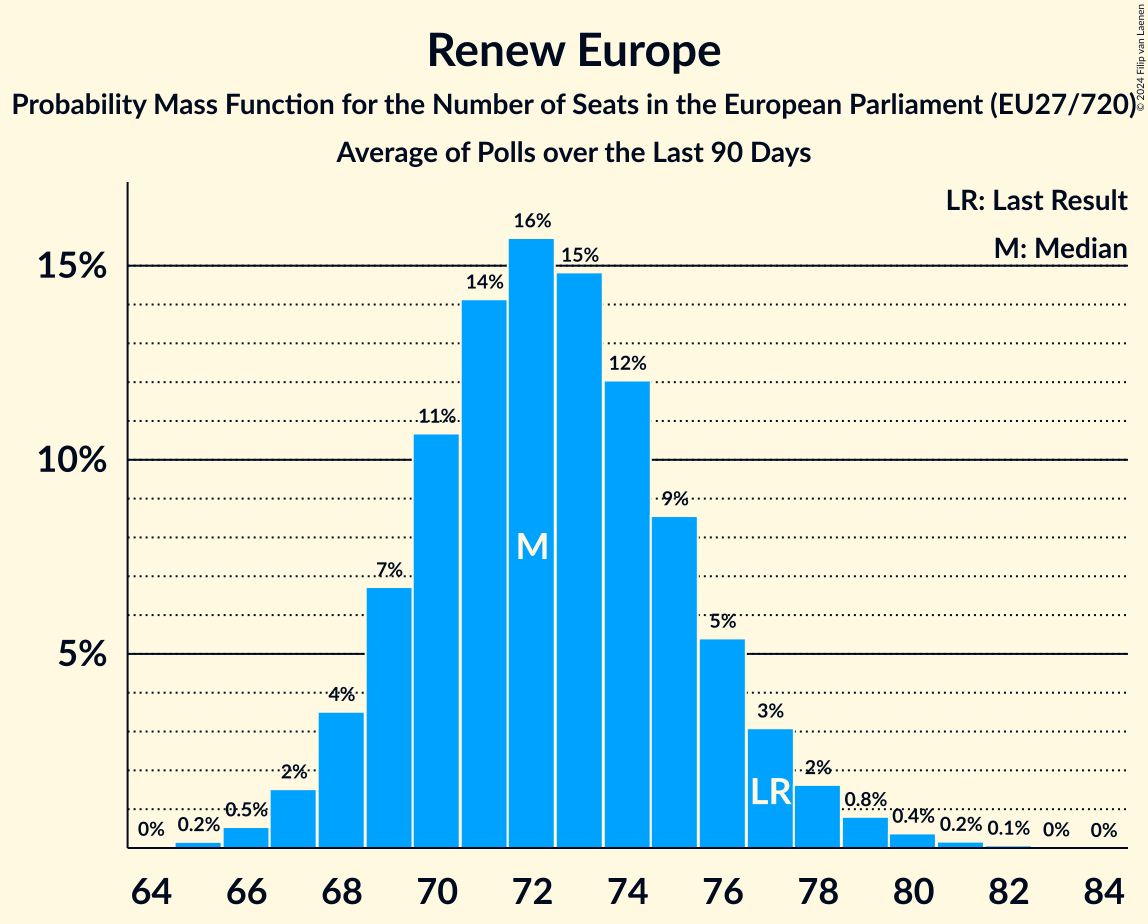 Renew Europe
Probability Mass Function for the Number of Seats in the European Parliament (EU27/720)
Average of Polls over the Last 90 Days
© 2024 Filip van Laenen
LR: Last Result
M: Median
15%
10%
5%
0%
0.2%
0.5%
2%
4%
7%
11%
14%
16%
15%
12%
9%
5%
3%
2%
0.8%
0.4%
0.2%
0.1%
0%
0%
M
LR
64 66 68 70 72 74 76 78 80 82 84